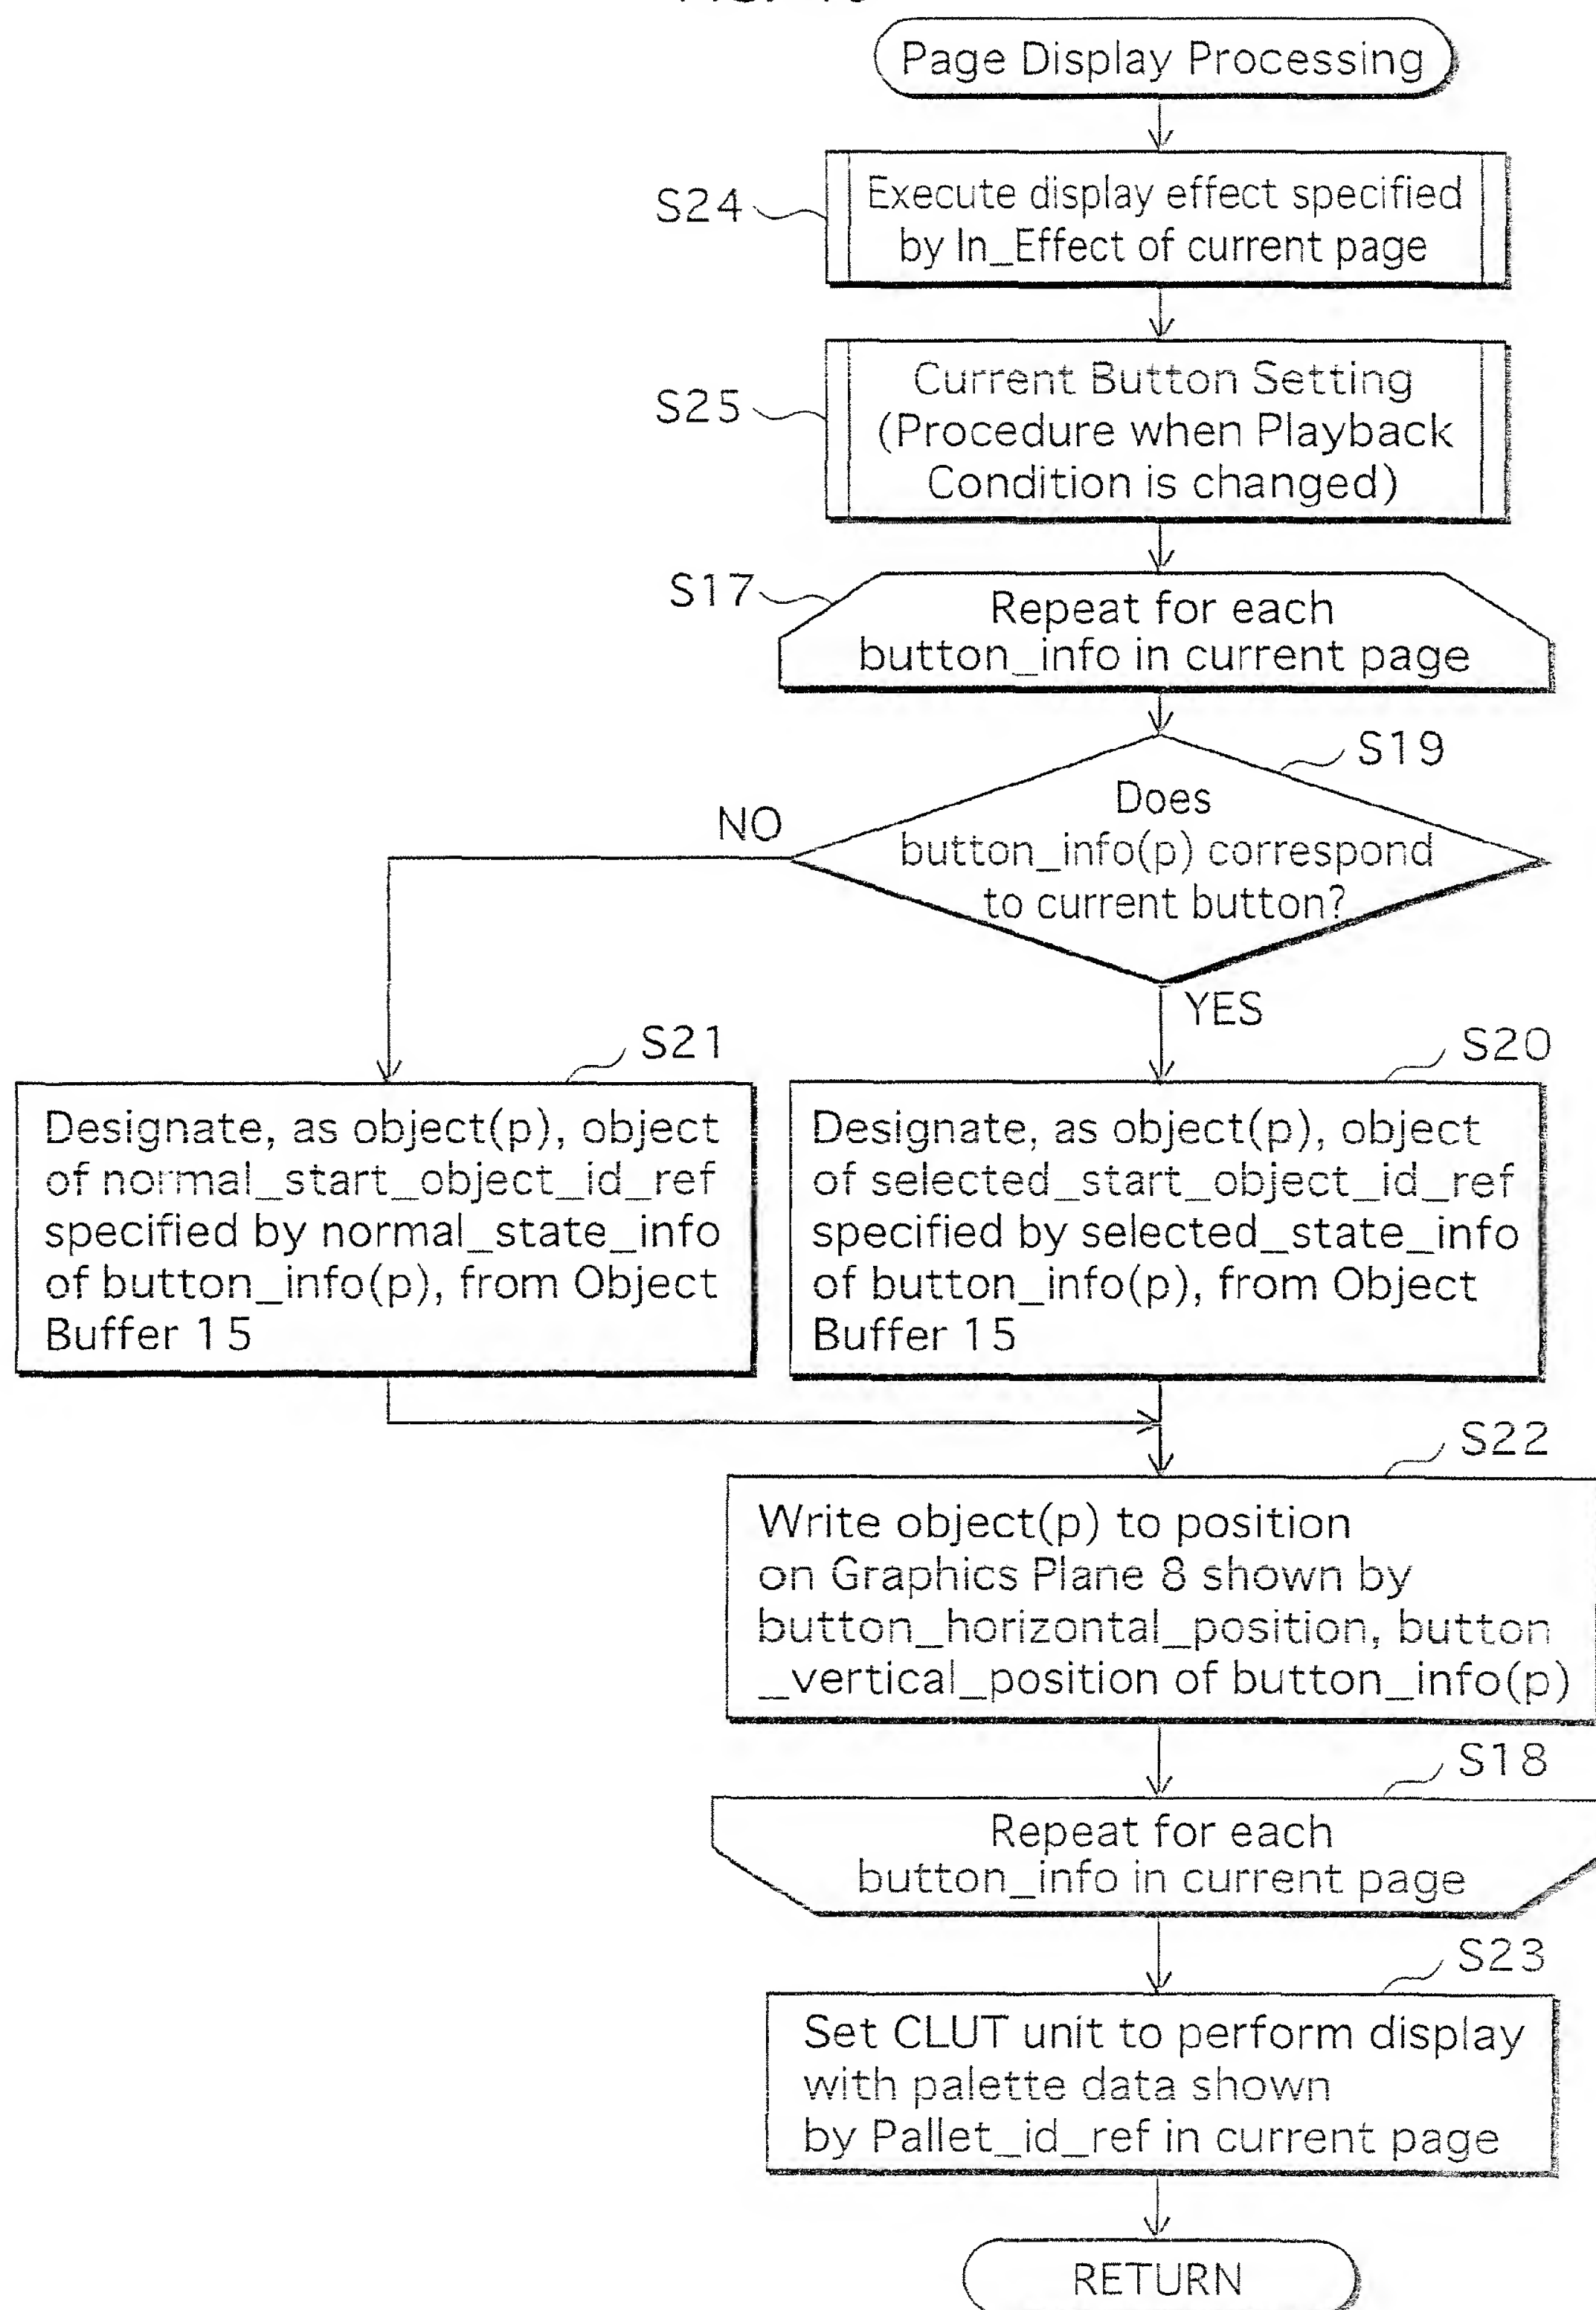 Page Display Processing
S24
Execute display effect specified
by In_Effect of current page
S25
Current Button Setting
(Procedure when Playback
Condition is changed)
S17
Repeat for each
button_info in current page
S19
Does
button_info(p) correspond
to current button?
NO
YES
S21
Designate, as object(p), object
of normal_start_object_id_ref
specified by normal_state_info
of button_info(p), from Object
Buffer 15
S20
Designate, as object(p), object
of selected_start_object_id_ref
specified by selected_state_info
of button_info(p), from Object
Buffer 15
S22
Write object(p) to position
on Graphics Plane 8 shown by
button_horizontal_position, button
_vertical_position of button_info(p)
S18
Repeat for each
button_info in current page
S23
Set CLUT unit to perform display
with palette data shown
by Pallet_id_ref in current page
RETURN